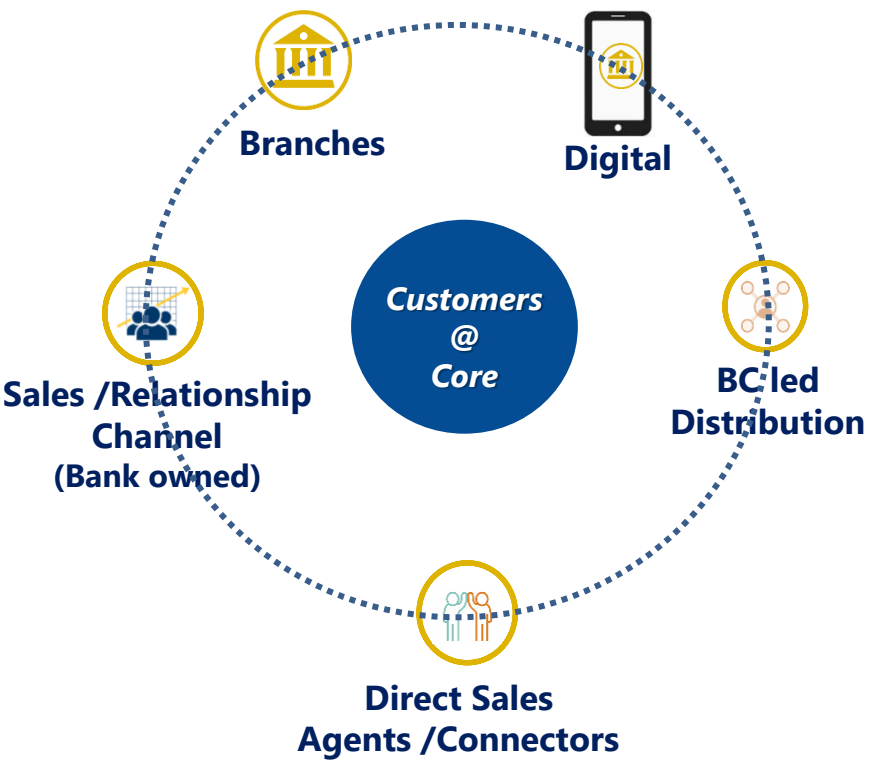 Branches
Digital
Customers
@
Core
Sales /Relationship
Channel
(Bank owned)
BC led
Distribution
Direct Sales
Agents /Connectors